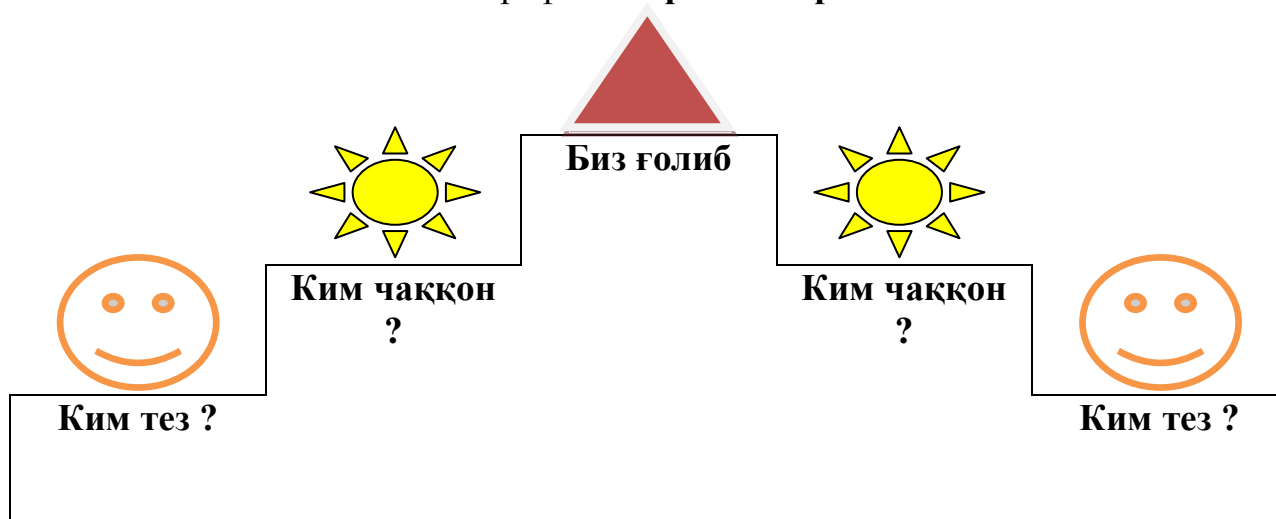 Биз ғолиб
Ким чаққон
?
Ким чаққон
?
Ким тез ?
Ким тез ?